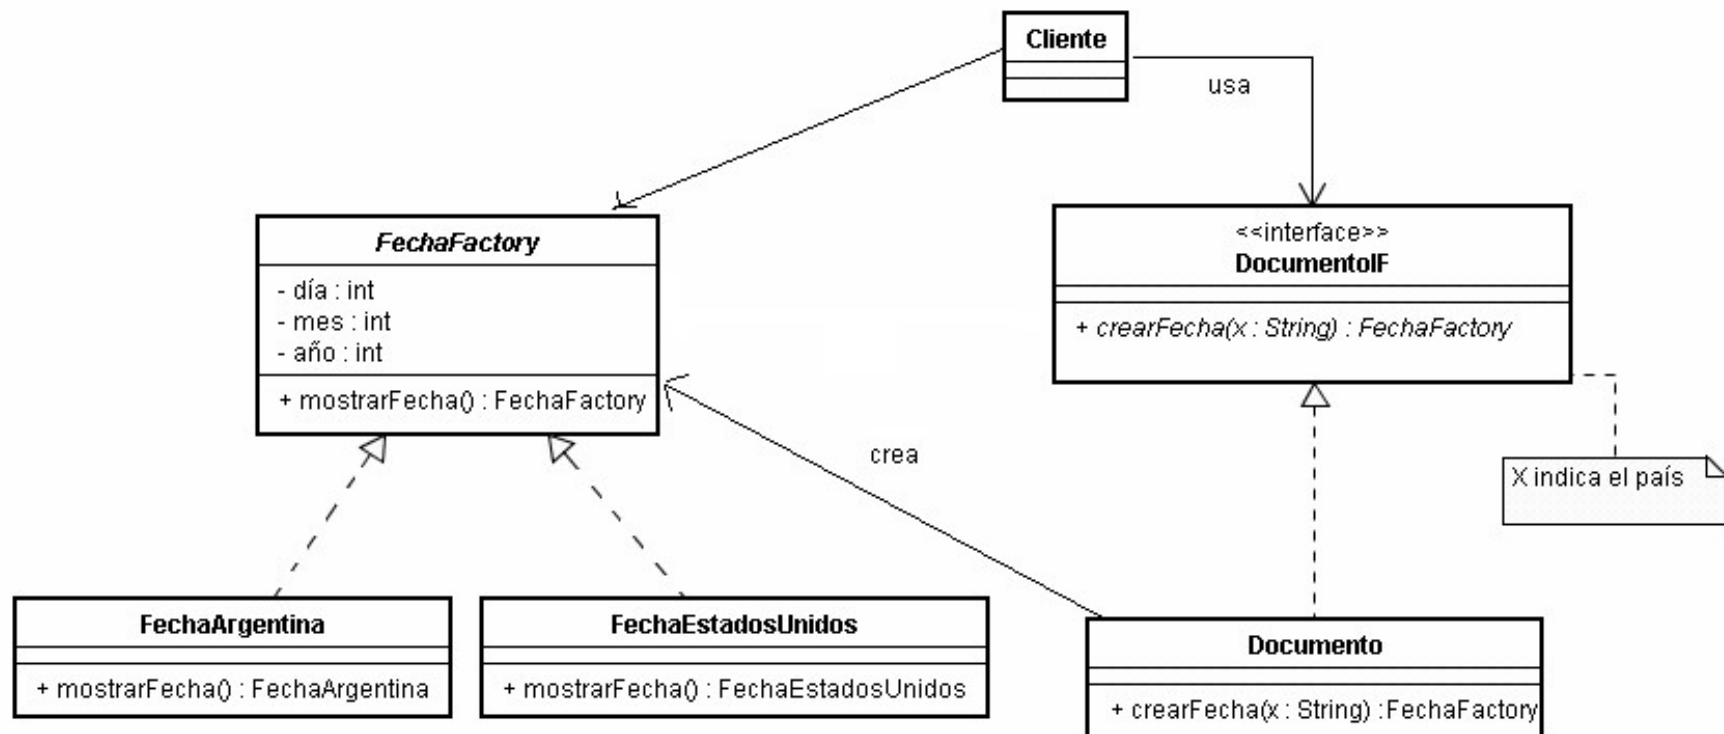 Cliente
usa
FechaFactory
- día : int
- mes : int
- año : int
+ mostrarFecha() : FechaFactory
<<interface>>
DocumentoIF
+ crearFecha(x : String) : FechaFactory
crea
X indica el país
FechaArgentina
+ mostrarFecha() : FechaArgentina
FechaEstadosUnidos
+ mostrarFecha() : FechaEstadosUnidos
Documento
+ crearFecha(x : String) :FechaFactory